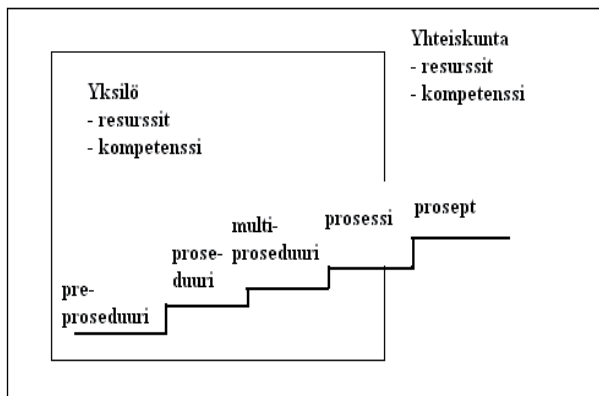 Yhteiskunta
- resurssit
- kompetenssi
Yksilö
- resurssit
- kompetenssi
pre-
proseduuri
prose-
duuri
multi-
proseduuri
prosessi
prosept